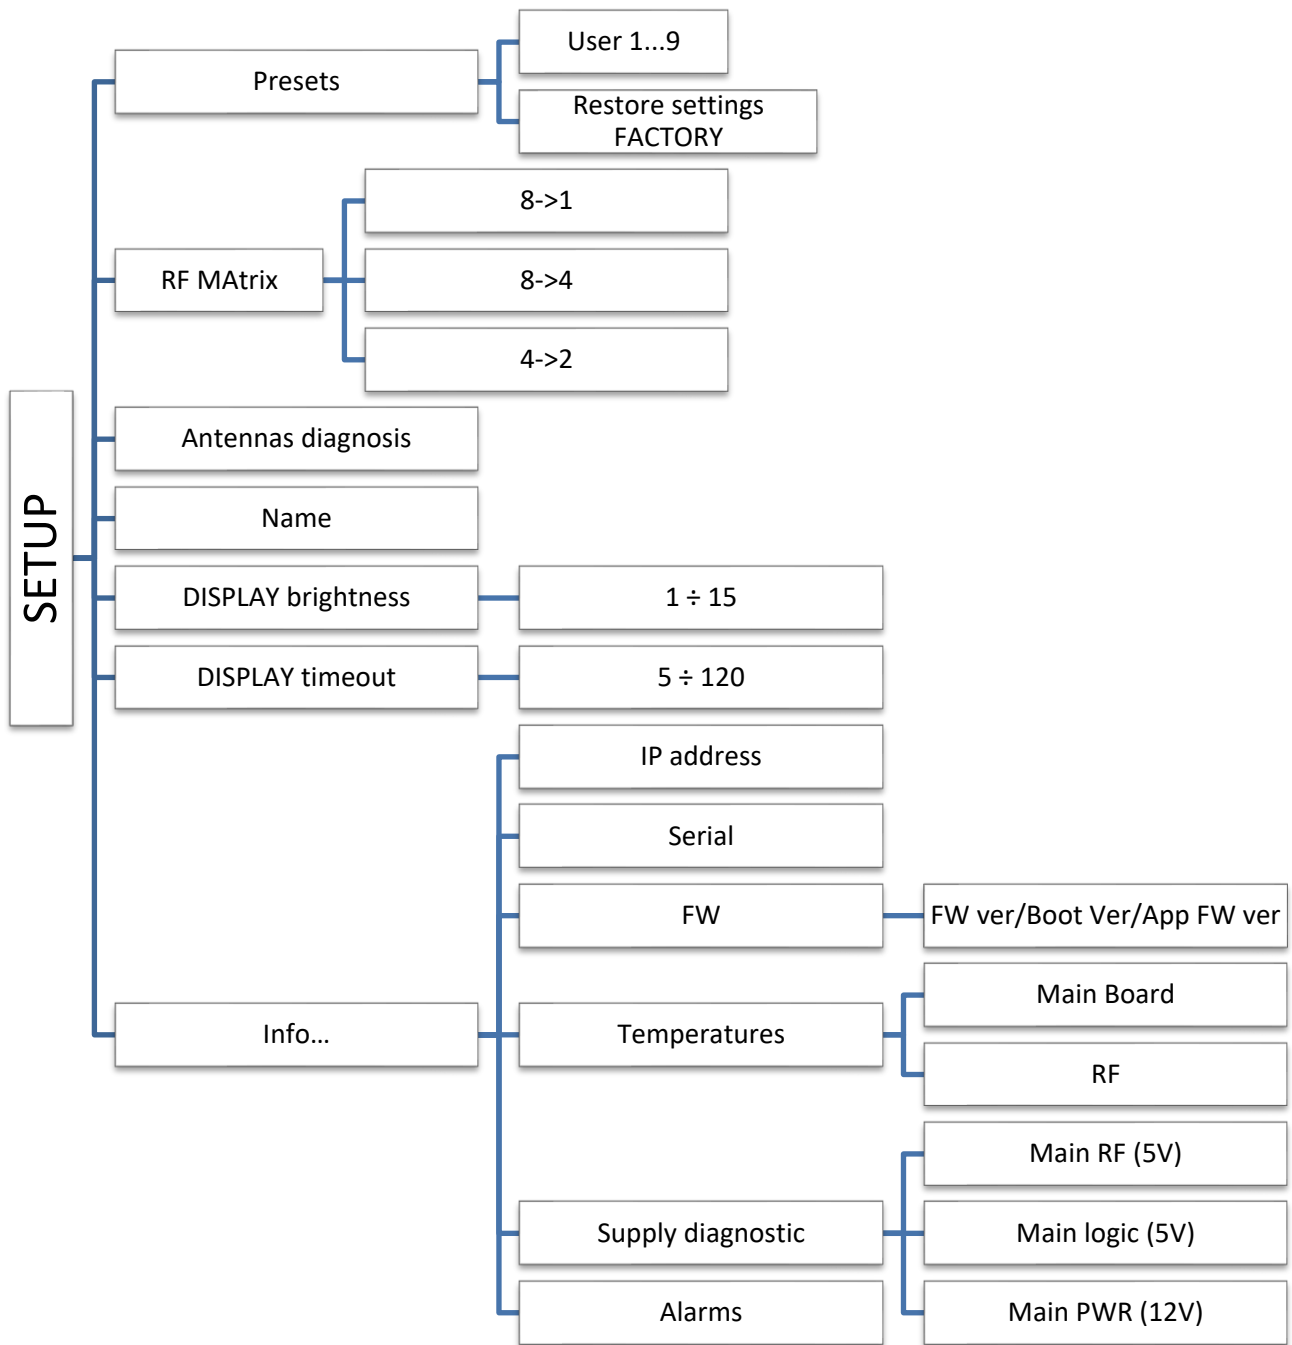 SETUP
Presets
User 1...9
Restore settings
FACTORY
RF MAtrix
8->1
8->4
4->2
Antennas diagnosis
Name
DISPLAY brightness
1 ÷ 15
DISPLAY timeout
5 ÷ 120
Info...
IP address
Serial
FW
FW ver/Boot Ver/App FW ver
Temperatures
Main Board
RF
Supply diagnostic
Main RF (5V)
Main logic (5V)
Main PWR (12V)
Alarms